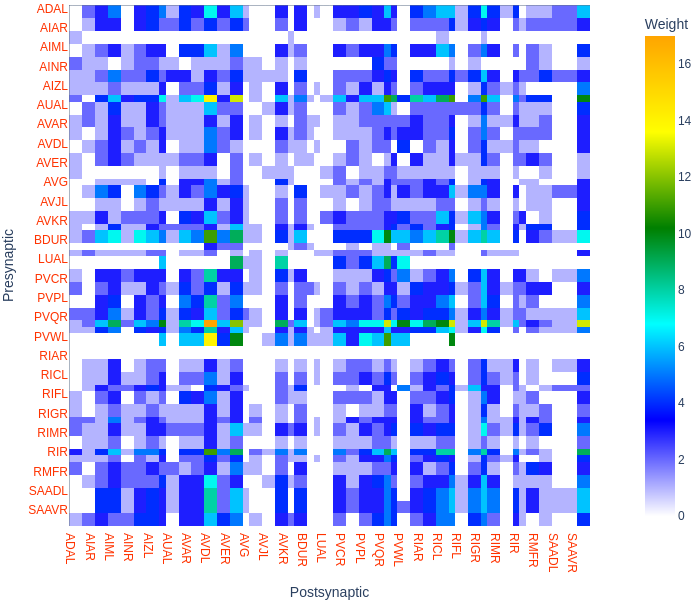 Weight
16
14
12
10
8
6
4
2
0
Presynaptic
ADAL
AIAR
AIML
AINR
AIZL
AUAL
AVAR
AVDL
AVER
AVG
AVJL
AVKR
BDUR
LUAL
PVCR
PVPL
PVQR
PVWL
RIAR
RICL
RIFL
RIGR
RIMR
RIR
RMFR
SAADL
SAAVR
ADAL
AIAR
AIML
AINR
AIZL
AUAL
AVAR
AVDL
AVER
AVG
AVJL
AVKR
BDUR
LUAL
PVCR
PVPL
PVQR
PVWL
RIAR
RICL
RIFL
RIGR
RIMR
RIR
RMFR
SAADL
SAAVR
Postsynaptic